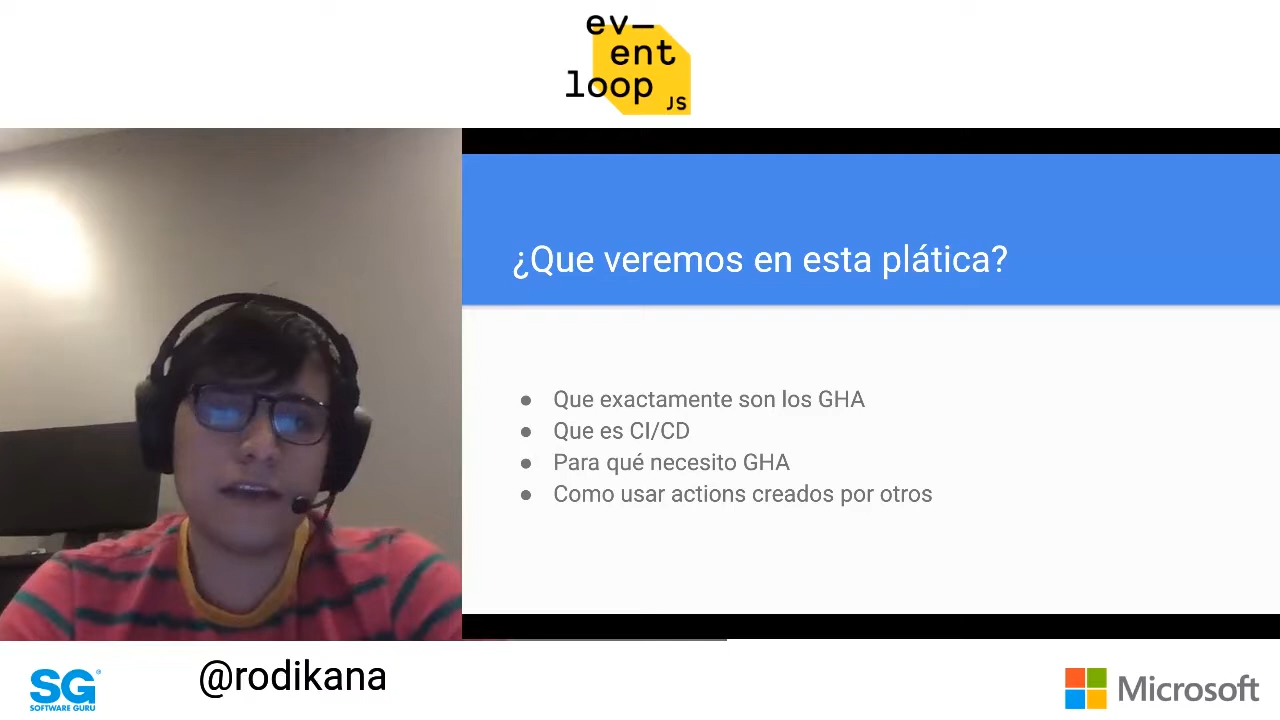 ev—
ent
loop
JS
¿Que veremos en esta plática?
● Que exactamente son los GHA
● Que es CI/CD
● Para qué necesito GHA
● Como usar actions creados por otros
SG
SOFTWARE GURU
@rodikana
Microsoft